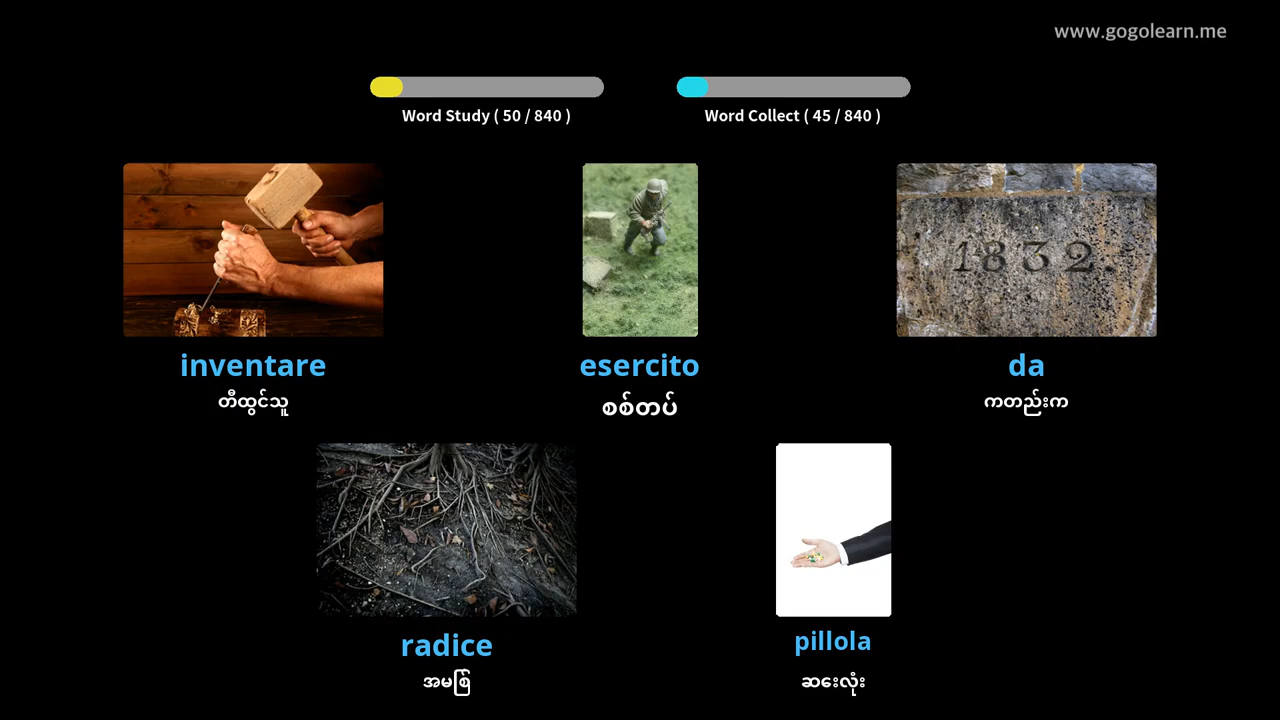 www.gogolearn.me
Word Study ( 50 / 840 )
Word Collect ( 45 / 840 )
1832.
inventare
esercito
da
တီထွင်သူ
စစ်တပ်
ကတည်းက
radice
pillola
အမစြ်
ဆေးလုံး